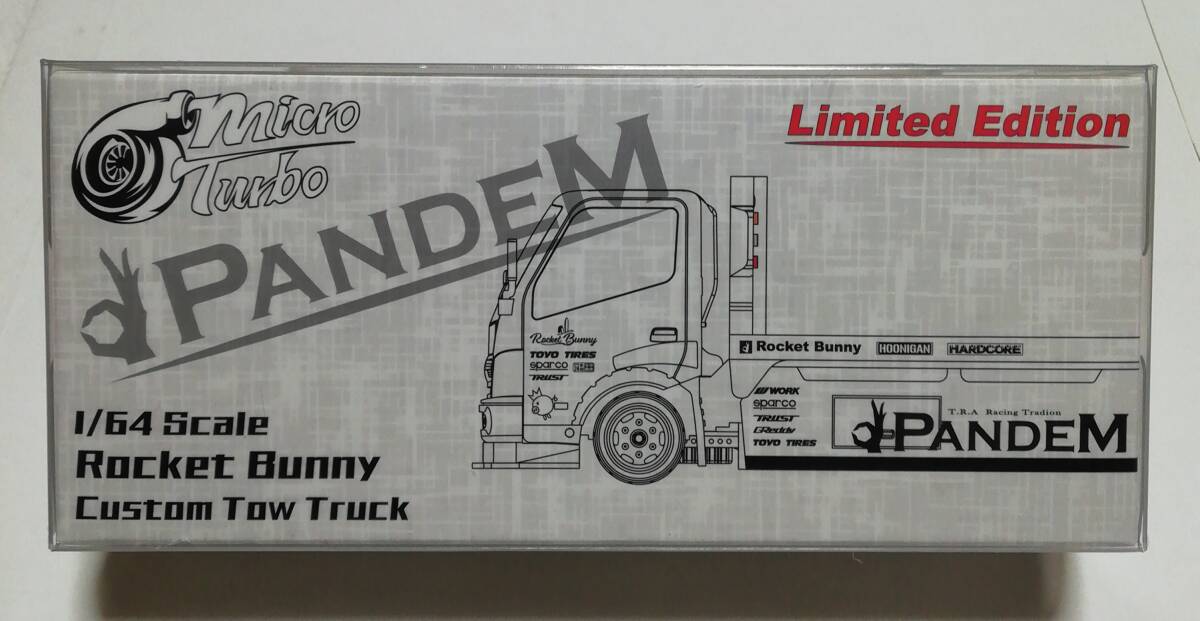 Micro
Turbo
Limited Edition
PANDEM
Rocket Bunny
TOYO TIRES
sparco
TRUST
Rocket Bunny HOONIGAN HARDCORE
WORK
sparco
TRUST
GReddy
TOYO TIRES
T.R.A Racing Tradion
PANDEM
1/64 Scale
Rocket Bunny
Custom Tow Truck